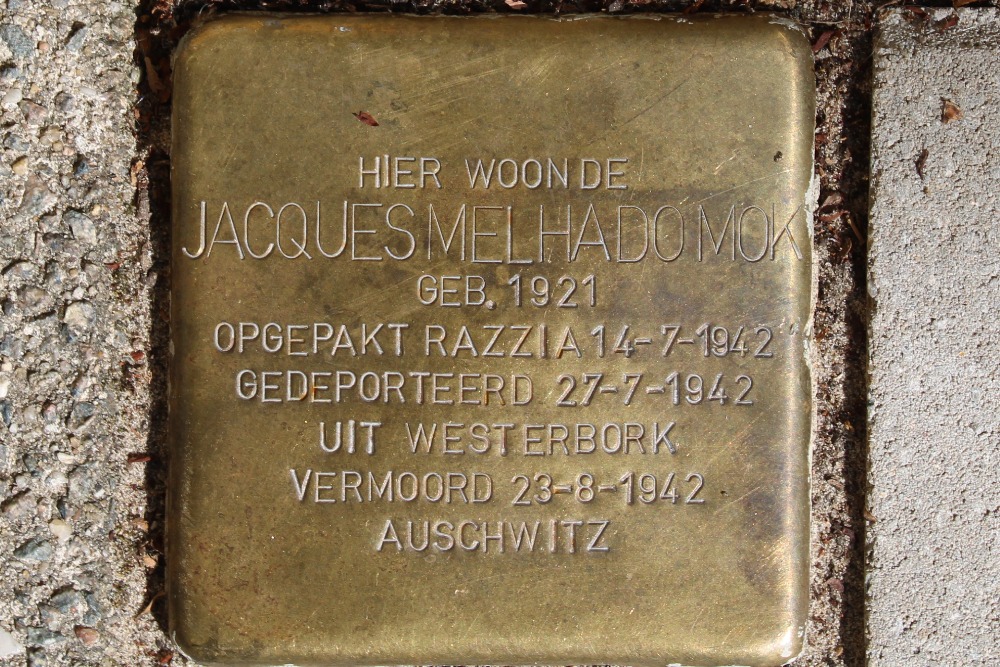 HIER WOONDE
JACQUES MELHADO MOK
GEB. 1921
OPGEPAKT RAZZIA 14-7-1942
GEDEPORTEERD 27-7-1942
UIT WESTERBORK
VERMOORD 23-8-1942
AUSCHWITZ